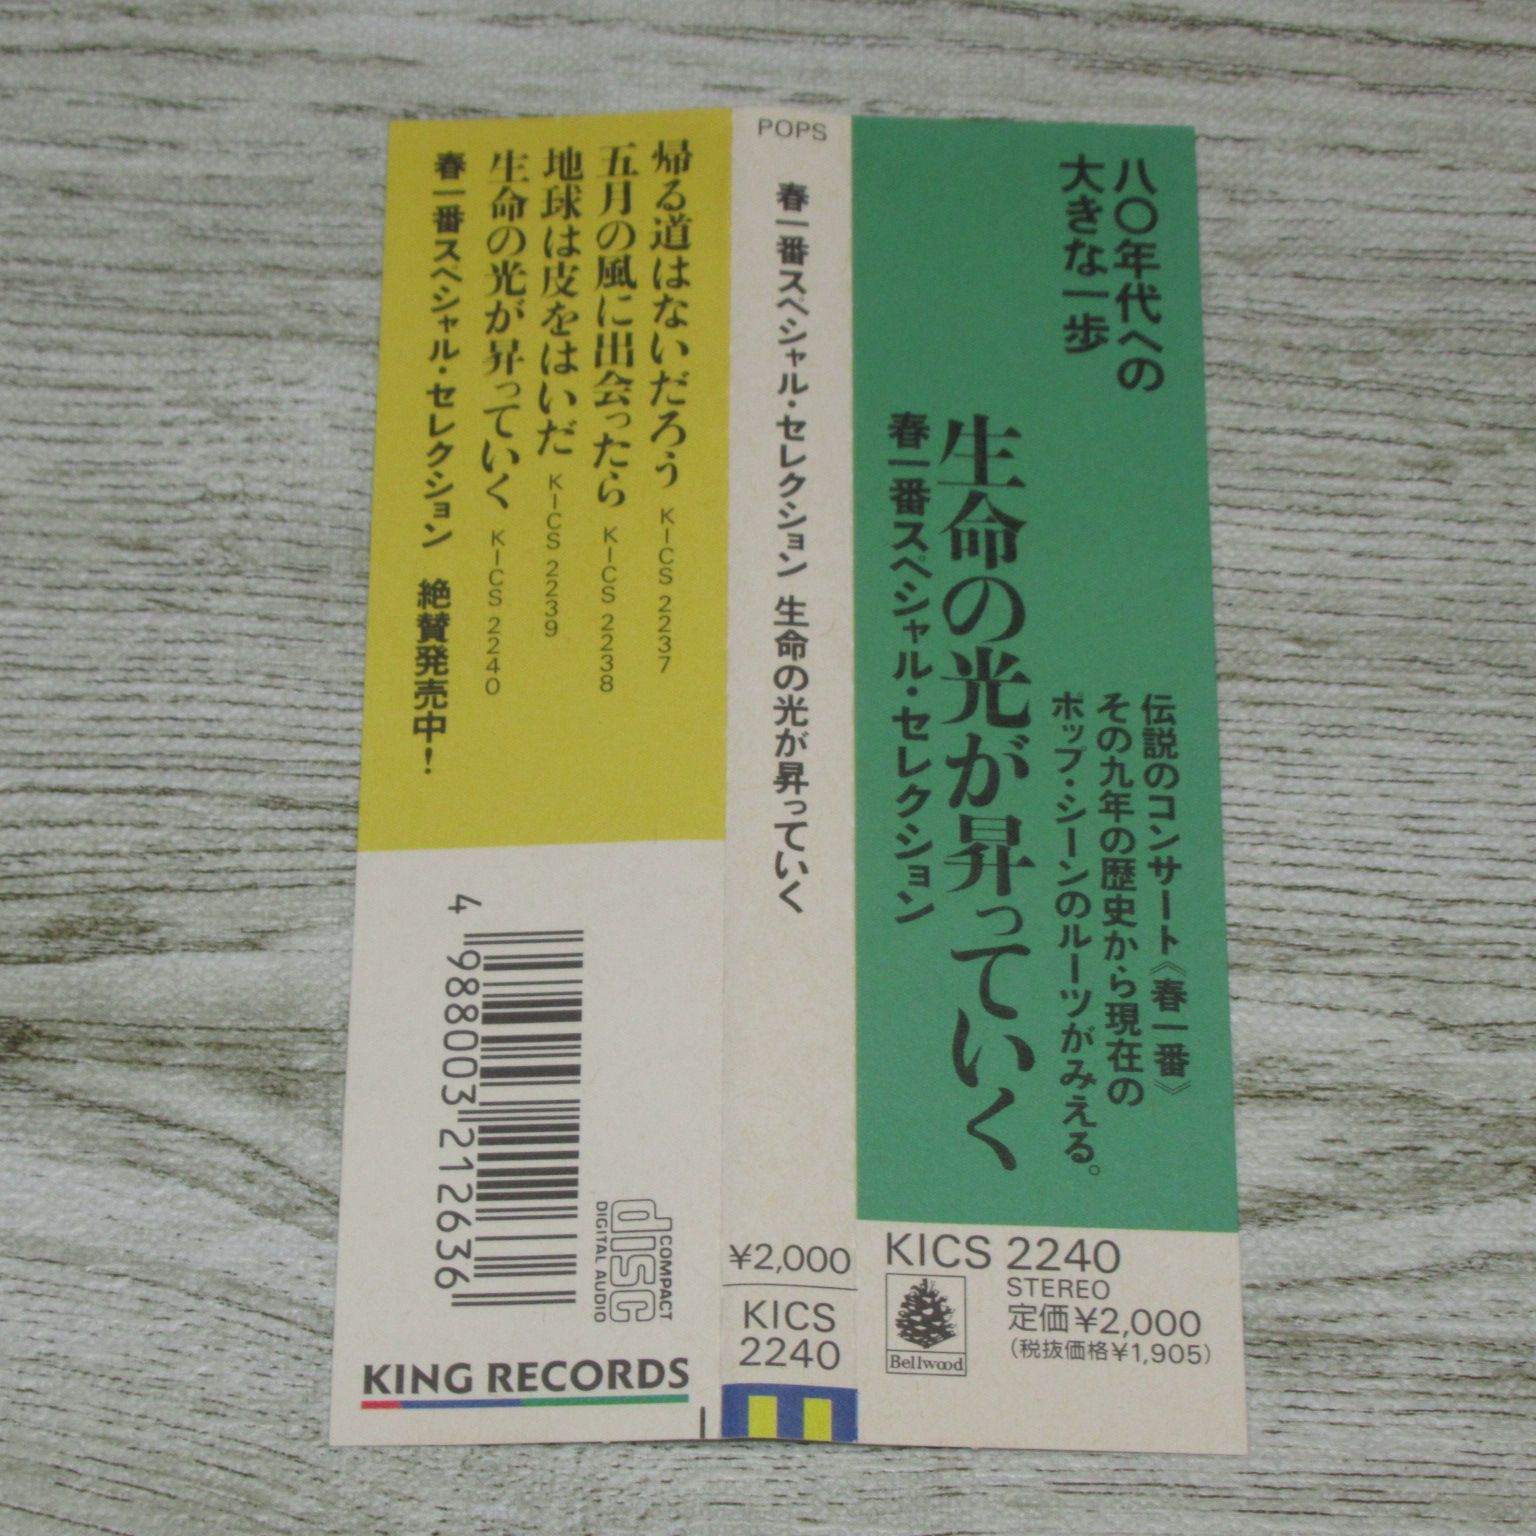 八〇年代への
大きな一歩
伝説のコンサート《春一番》
その九年の歴史から現在の
ポップ・シーンのルーツがみえる。
生命の光が昇っていく
春一番スペシャル・セレクション
KICS 2240
STEREO
定価¥2,000
(税抜価格¥1,905)
Bellwood
POPS
春一番スペシャル・セレクション 生命の光が昇っていく
¥2,000
KICS
2240
帰る道はないだろう KICS 2237
五月の風に出会ったら KICS 2238
地球は皮をはいだ KICS 2239
生命の光が昇っていく KICS 2240
春一番スペシャル・セレクション 絶賛発売中!
4 988003 212636
COMPACT
disc
DIGITAL AUDIO
KING RECORDS